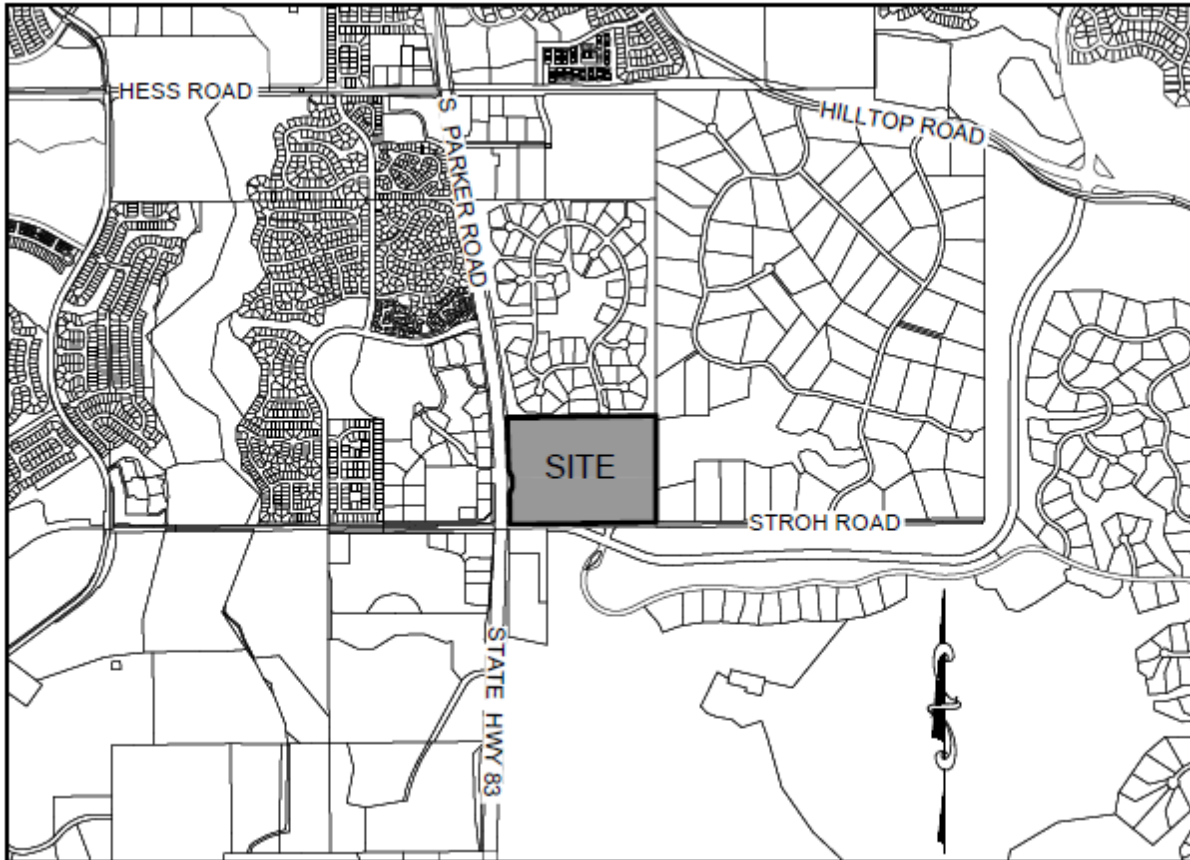 HESS ROAD
HILLTOP ROAD
S PARKER ROAD
SITE
STROH ROAD
STATE HWY 83